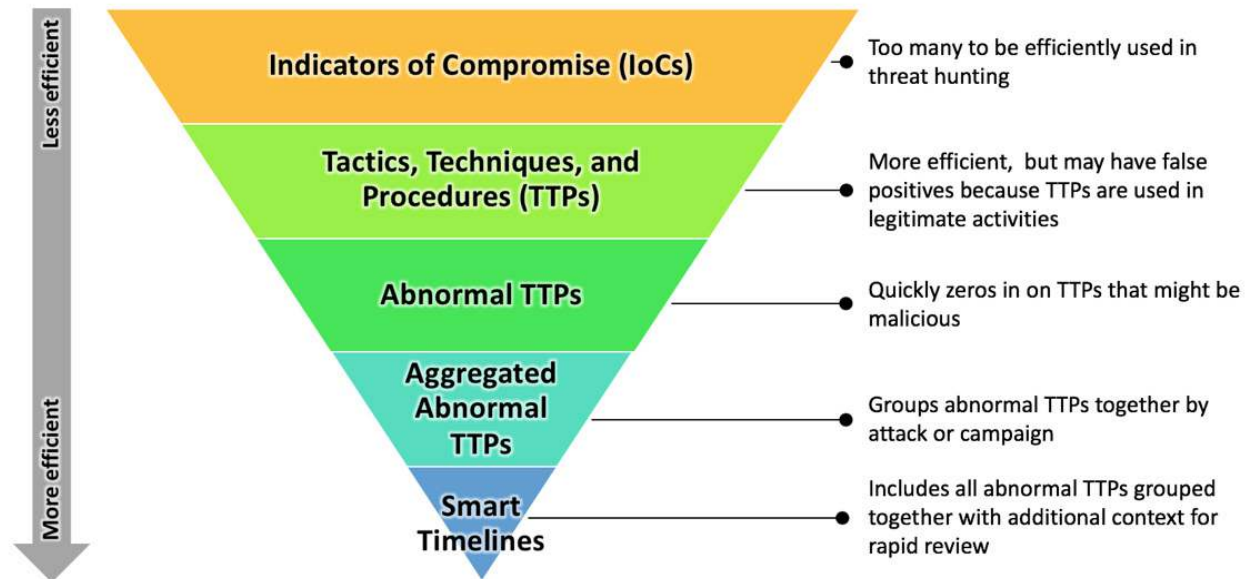 Less efficient
More efficient
Indicators of Compromise (IoCs)
Too many to be efficiently used in
threat hunting
Tactics, Techniques, and
Procedures (TTPs)
More efficient,  but may have false
positives because TTPs are used in
legitimate activities
Abnormal TTPs
Quickly zeros in on TTPs that might be
malicious
Aggregated
Abnormal
TTPs
Groups abnormal TTPs together by
attack or campaign
Smart
Timelines
Includes all abnormal TTPs grouped
together with additional context for
rapid review